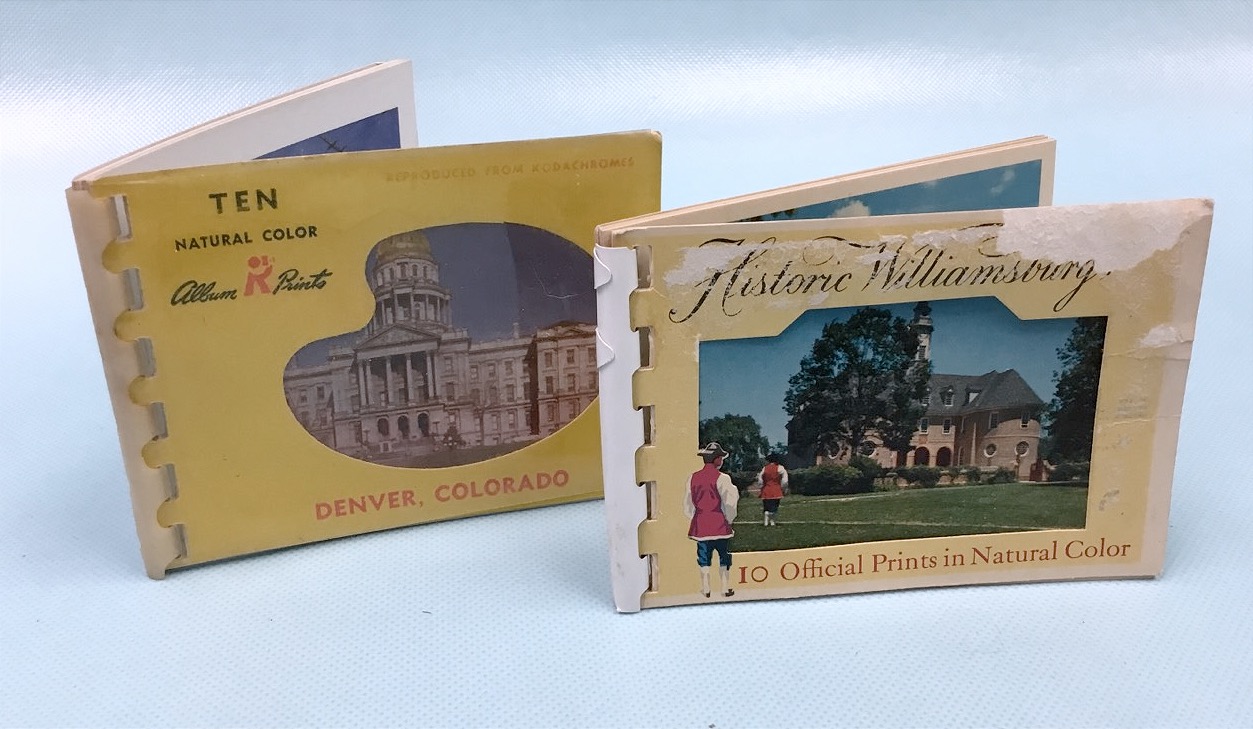 TEN
REPRODUCED FROM KODACHROMES
NATURAL COLOR
Album R Prints
DENVER, COLORADO
Historic Williamsburg
10 Official Prints in Natural Color